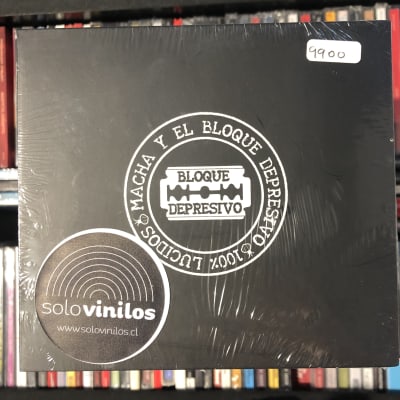 9900
MACHA Y EL BLOQUE DEPRESIVO 100% LUCIDOS
BLOQUE
DEPRESIVO
solovinilos
www.solovinilos.cl